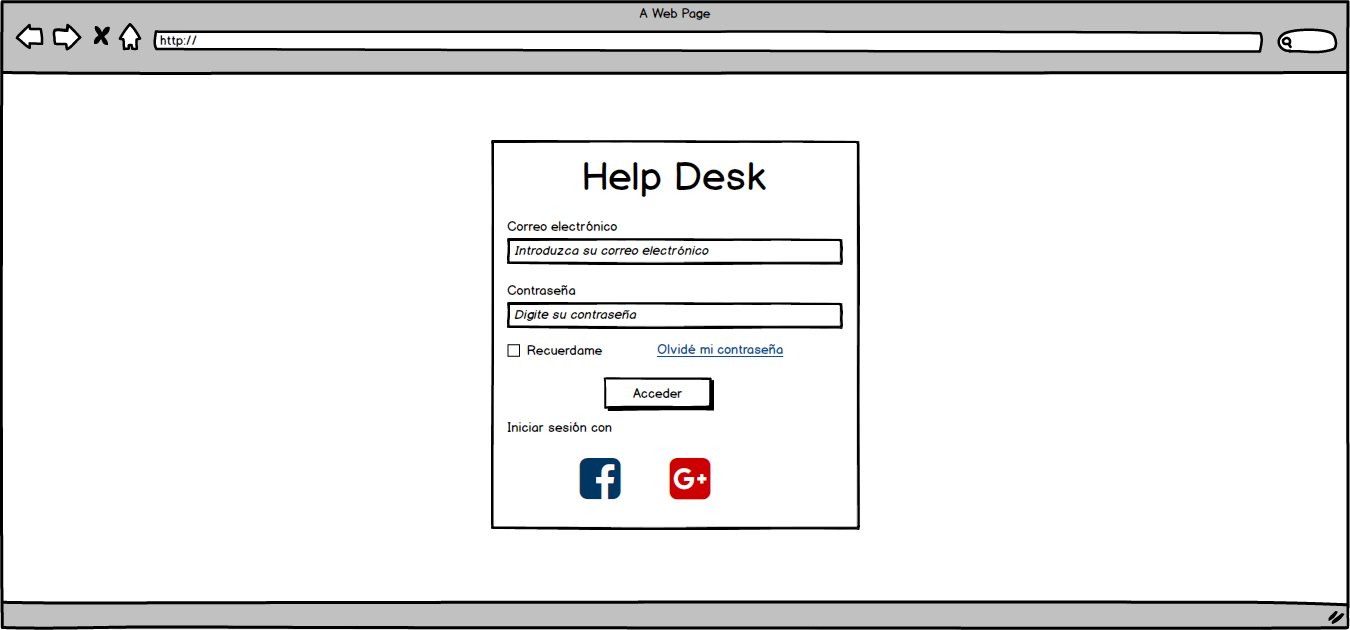 A Web Page
http://
Help Desk
Correo electrónico
Introduzca su correo electrónico
Contraseña
Digite su contraseña
Recuerdame Olvidé mi contraseña
Acceder
Iniciar sesión con
f G+